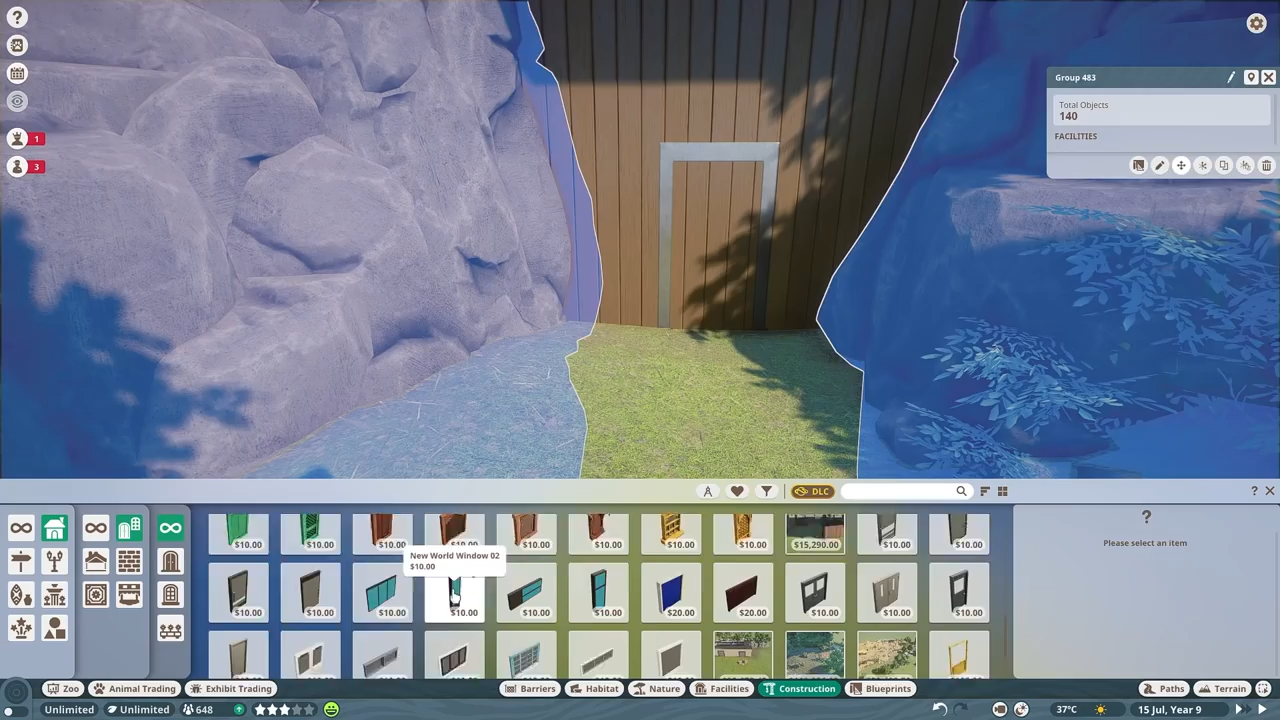 ?
1
3
Group 483
Total Objects
140
FACILITIES
DLC
?
$10.00 $10.00 $10.00 $10.00 $10.00 $10.00 $10.00 $10.00 $15,290.00 $10.00 $10.00
New World Window 02
$10.00
$10.00 $10.00 $10.00 $10.00 $10.00 $10.00 $20.00 $20.00 $10.00 $10.00 $10.00
?
Please select an item
Zoo Animal Trading Exhibit Trading Barriers Habitat Nature Facilities Construction Blueprints Paths Terrain
Unlimited Unlimited 648 37°C 15 Jul, Year 9